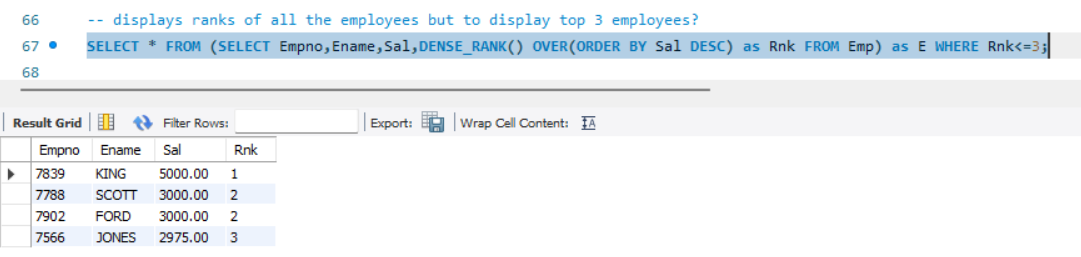 66 -- displays ranks of all the employees but to display top 3 employees?
67 SELECT * FROM (SELECT Empno,Ename,Sal,DENSE_RANK() OVER(ORDER BY Sal DESC) as Rnk FROM Emp) as E WHERE Rnk<=3;
68
Result Grid Filter Rows: Export: Wrap Cell Content: IA
Empno Ename Sal Rnk
7839 KING 5000.00 1
7788 SCOTT 3000.00 2
7902 FORD 3000.00 2
7566 JONES 2975.00 3